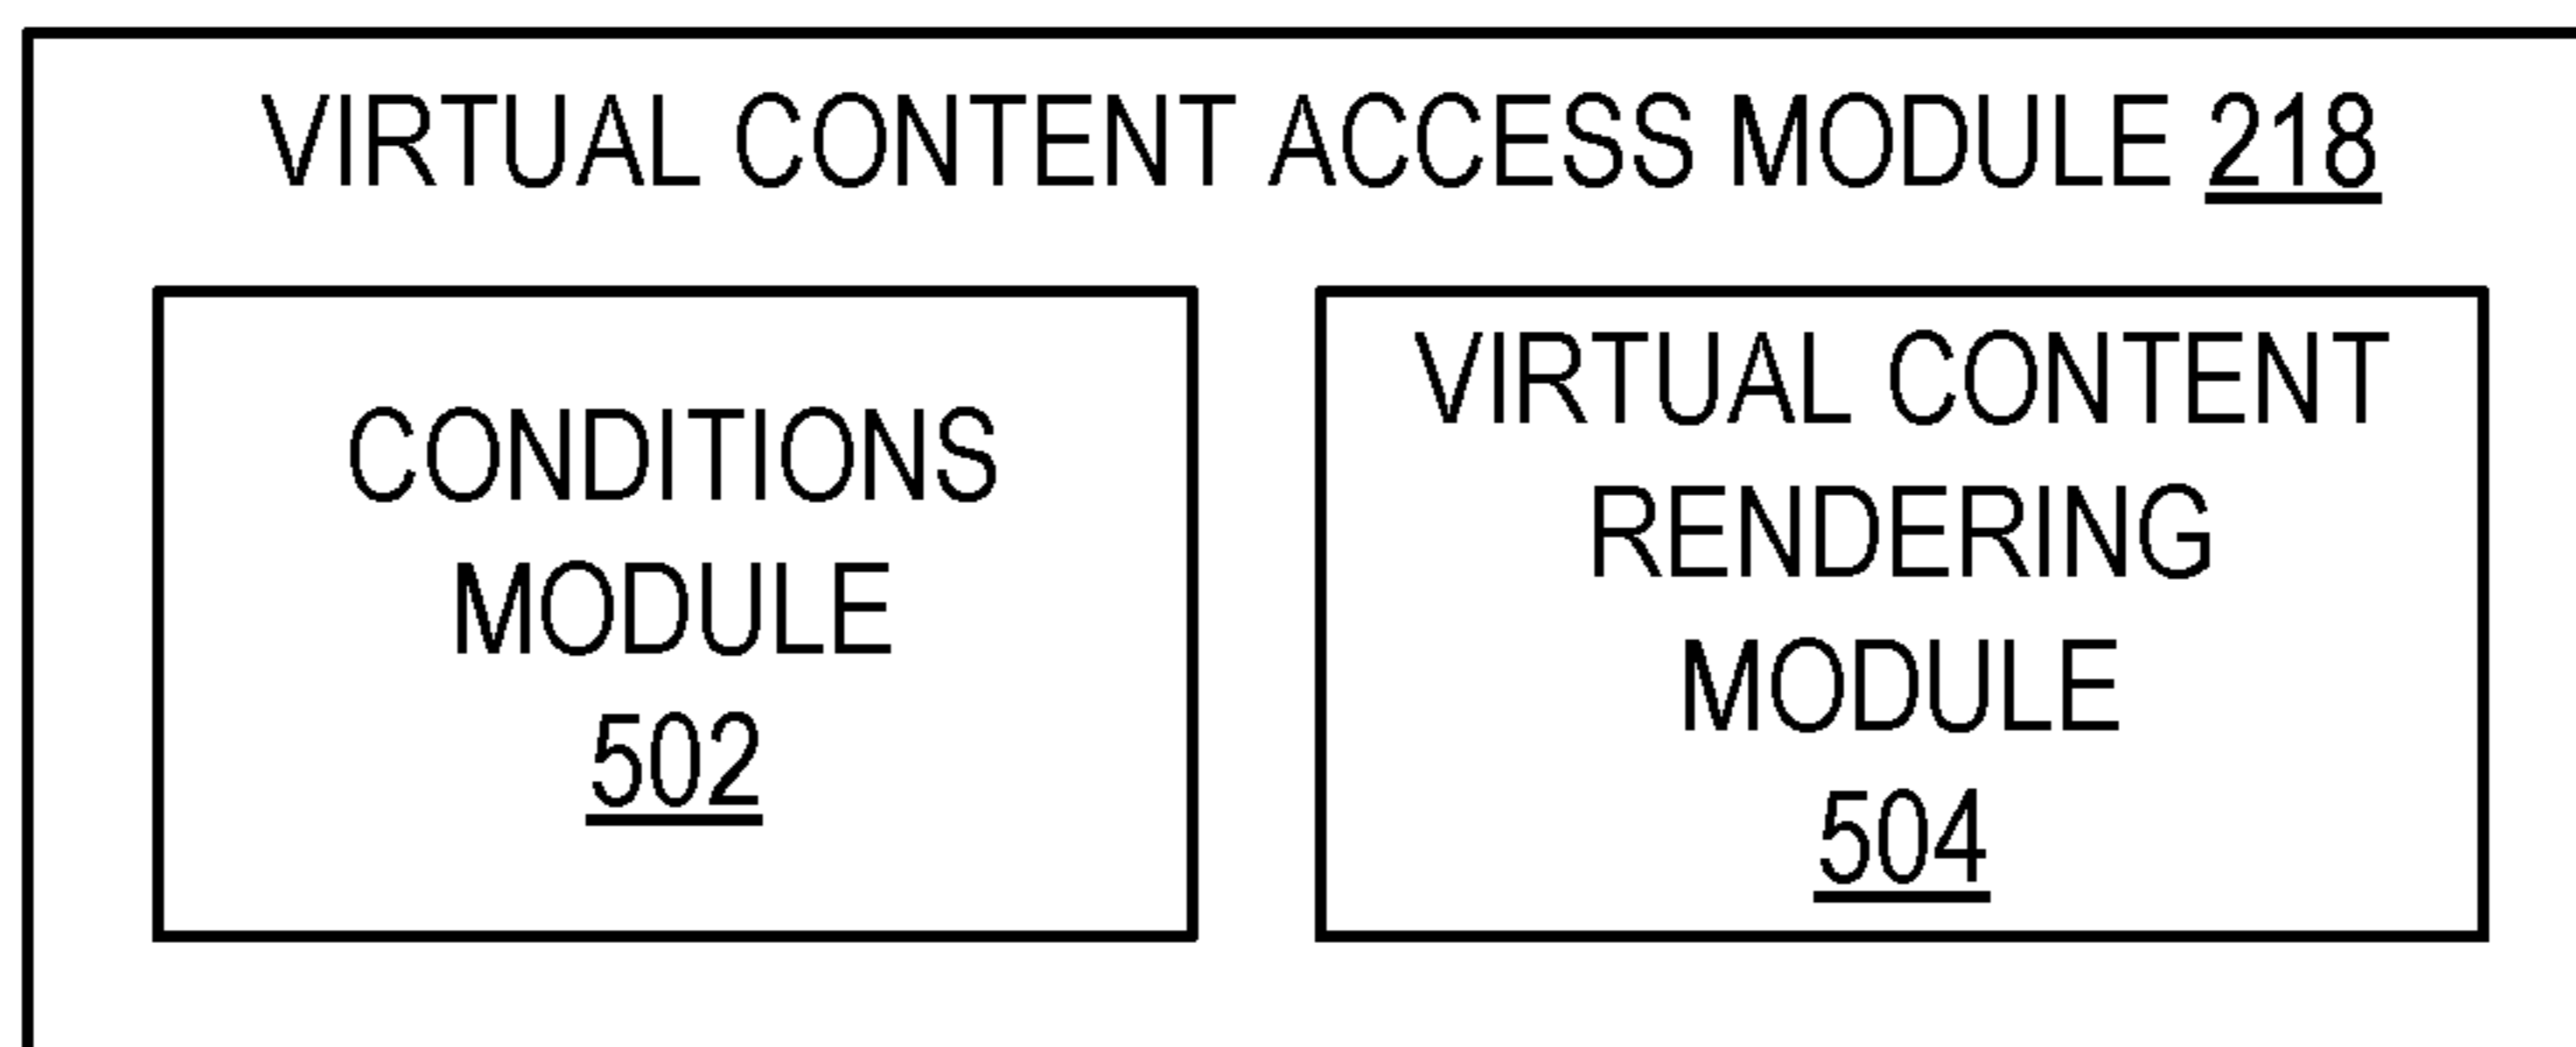 VIRTUAL CONTENT ACCESS MODULE 218
CONDITIONS
MODULE
502
VIRTUAL CONTENT
RENDERING
MODULE
504